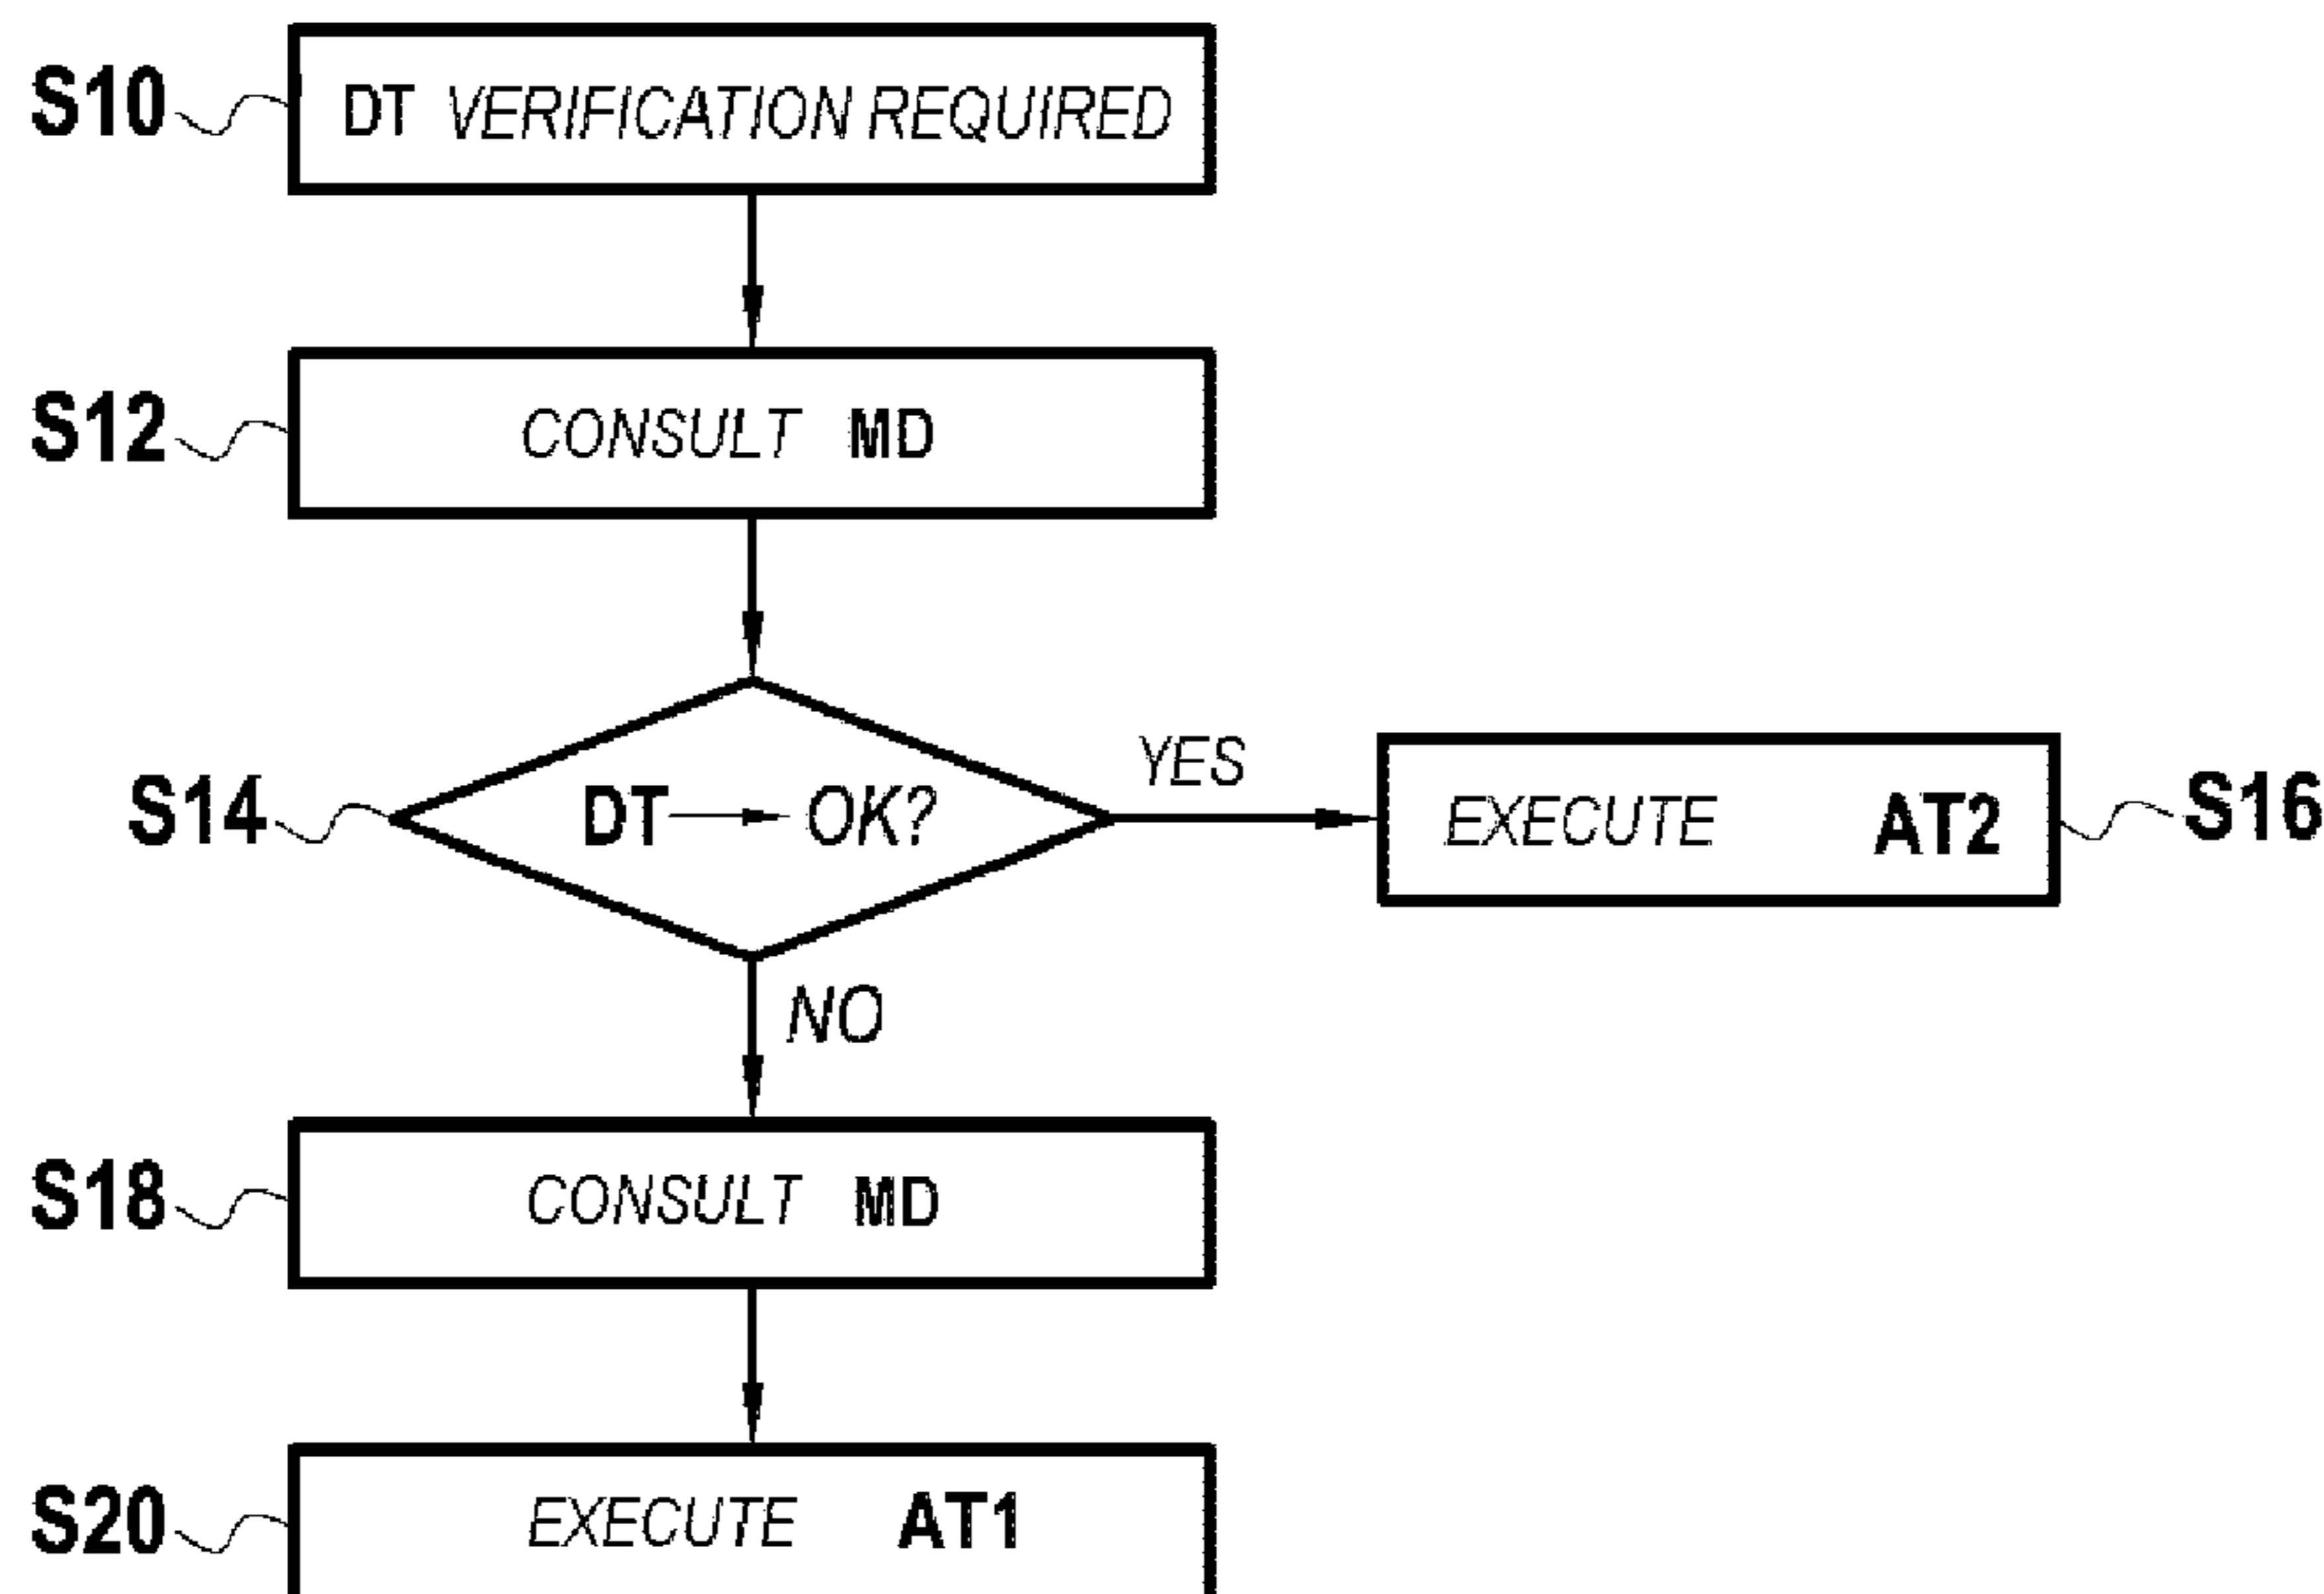 S10 DT VERIFICATION REQUIRED
S12 CONSULT MD
S14 DT OK?
YES
EXECUTE AT2 S16
NO
S18 CONSULT MD
S20 EXECUTE AT1